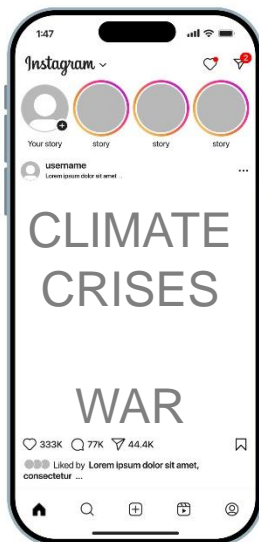 1:47
Instagram
2
Your story
story
story
story
username
Lorem ipsum dolor sit amet ..
CLIMATE
CRISES
WAR
333K 77K 44.4K
Liked by Lorem ipsum dolor sit amet,
consectetur ...